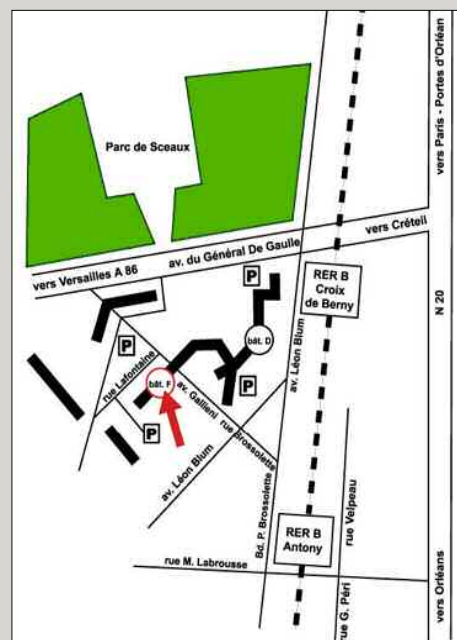 Parc de Sceaux
vers Paris - Portes d'Orléan
vers Créteil
av. du Général De Gaulle
vers Versailles A 86
N 20
RER B
Croix
de Berny
P
bât. D
av. Léon Blum
P
rue Lafontaine
bât. F
av. Gallieni
P
rue Brossolette
P
av. Léon Blum
Bd. P. Brossolette
RER B
Antony
rue Velpeau
rue M. Labrousse
rue G. Péri
vers Orléans